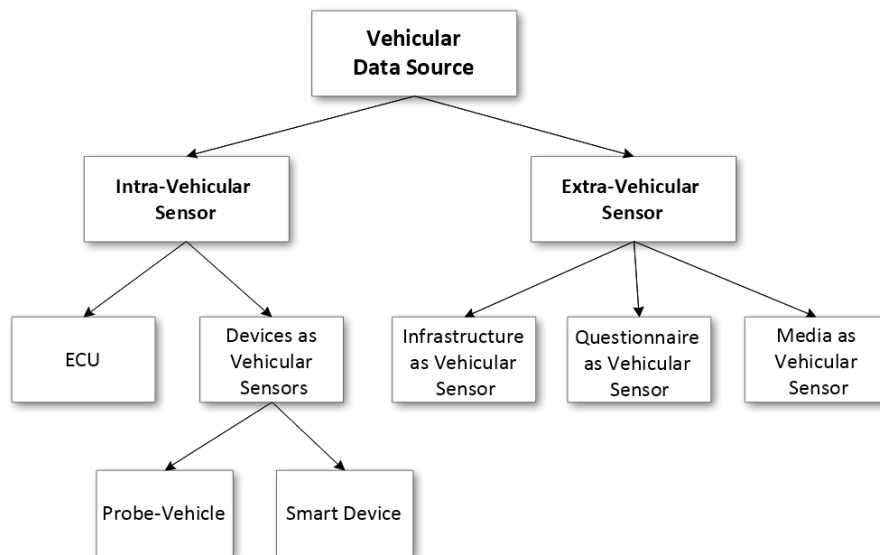 Vehicular
Data Source
Intra-Vehicular
Sensor
Extra-Vehicular
Sensor
ECU
Devices as
Vehicular
Sensors
Infrastructure
as Vehicular
Sensor
Questionnaire
as Vehicular
Sensor
Media as
Vehicular
Sensor
Probe-Vehicle
Smart Device